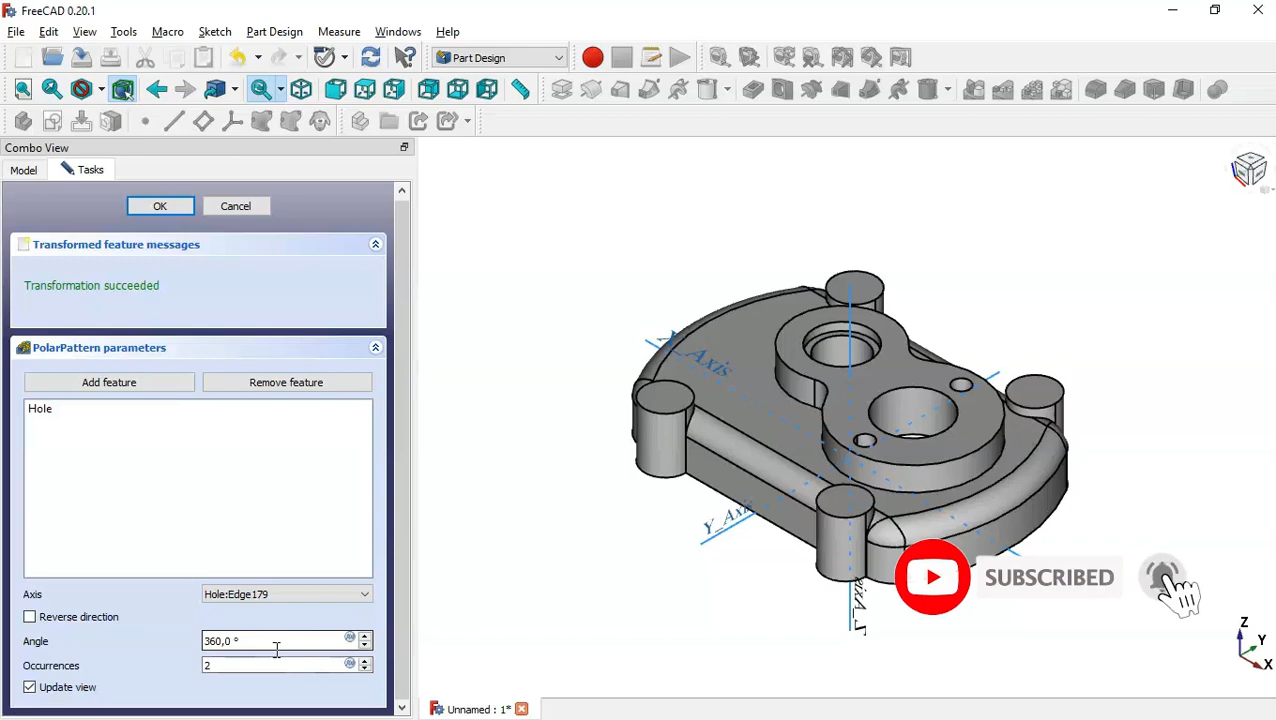 FreeCAD 0.20.1
File Edit View Tools Macro Sketch Part Design Measure Windows Help
Part Design
Combo View
Model Tasks
OK Cancel
Transformed feature messages
Transformation succeeded
PolarPattern parameters
Add feature Remove feature
Hole
Axis Hole:Edge179
Reverse direction
Angle 360,0 °
Occurrences 2
Update view
X_Axis
Y_Axis
Z_Axis
SUBSCRIBED
Z
Y
X
Unnamed : 1*